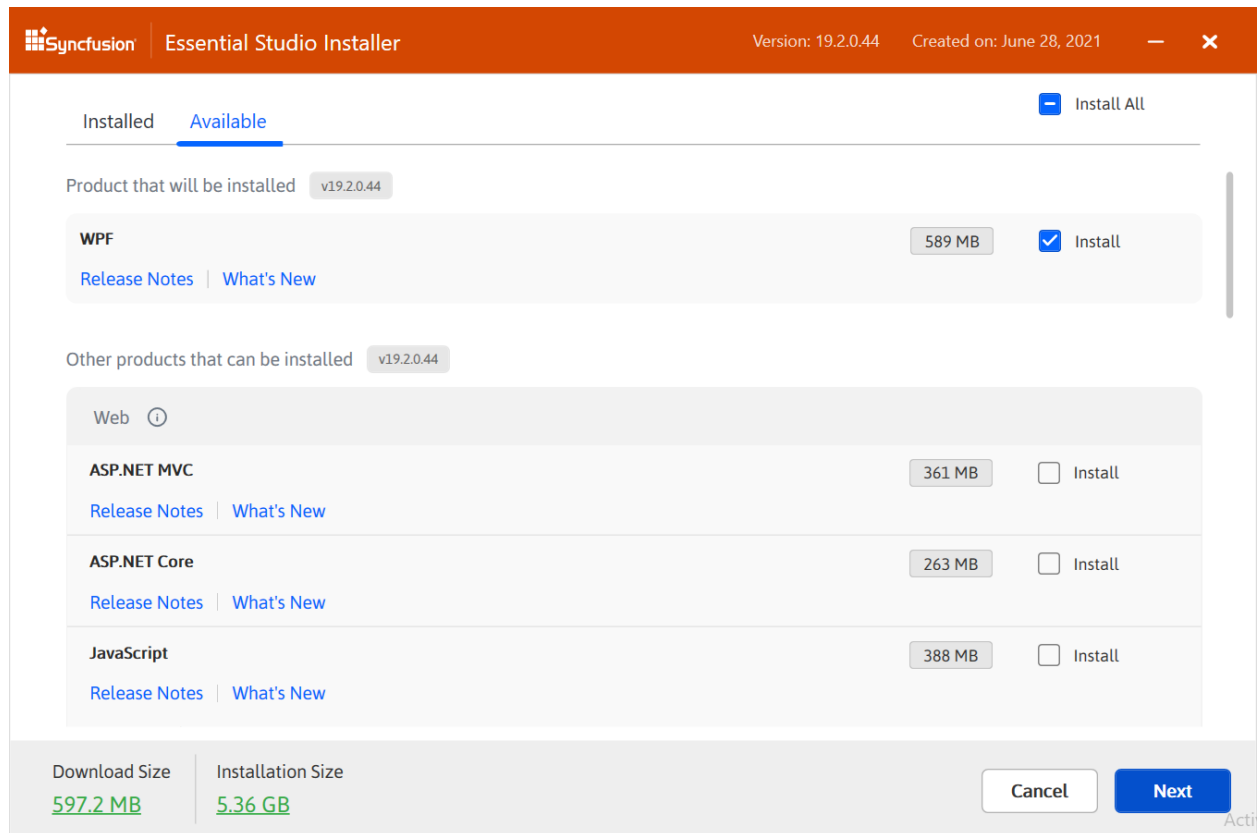 Syncfusion Essential Studio Installer Version: 19.2.0.44 Created on: June 28, 2021
Install All
Installed Available
Product that will be installed v19.2.0.44
WPF 589 MB Install
Release Notes What's New
Other products that can be installed v19.2.0.44
Web
ASP.NET MVC 361 MB Install
Release Notes What's New
ASP.NET Core 263 MB Install
Release Notes What's New
JavaScript 388 MB Install
Release Notes What's New
Download Size Installation Size
597.2 MB 5.36 GB
Cancel Next